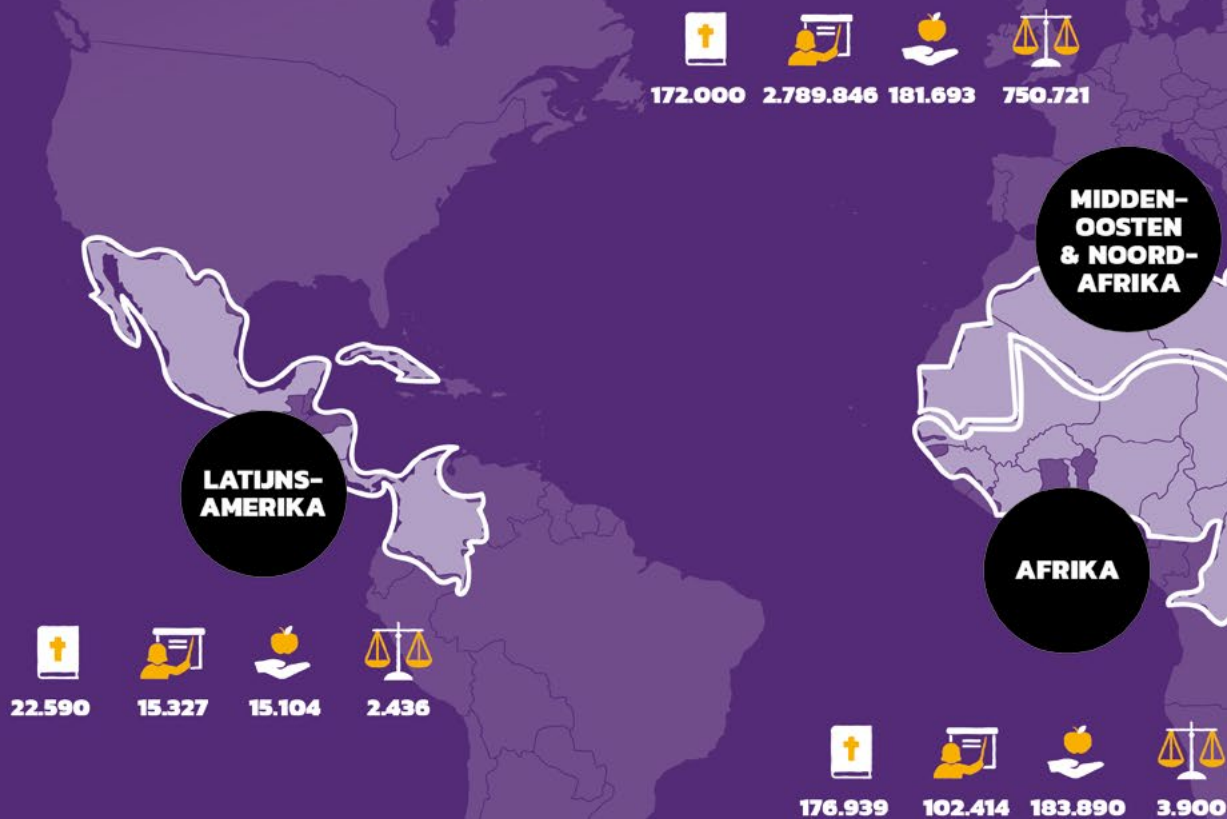 172.000 2.789.846 181.693 750.721
MIDDEN-
OOSTEN
& NOORD-
AFRIKA
LATIJNS-
AMERIKA
AFRIKA
22.590 15.327 15.104 2.436
176.939 102.414 183.890 3.900